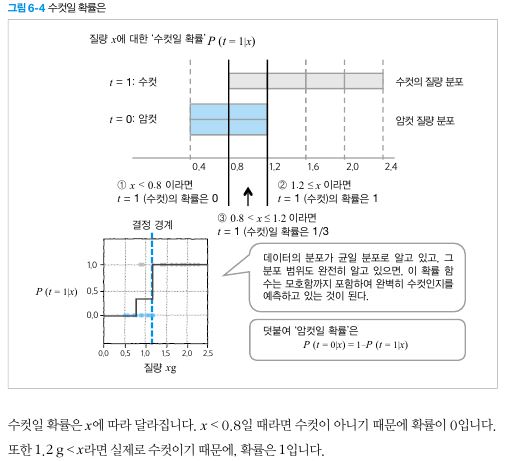 그림 6-4 수컷일 확률은
질량 x에 대한 ‘수컷일 확률’ P (t = 1|x)
t = 1: 수컷
수컷의 질량 분포
t = 0: 암컷
암컷 질량 분포
0.4 0.8 1.2 1.6 2.0 2.4
① x < 0.8 이라면
t = 1 (수컷)의 확률은 0
② 1.2 ≤ x 이라면
t = 1 (수컷)의 확률은 1
③ 0.8 < x ≤ 1.2 이라면
t = 1 (수컷)일 확률은 1/3
결정 경계
P (t = 1|x)
1.0
0.5
0.0
0.0 0.5 1.0 1.5 2.0 2.5
질량 xg
데이터의 분포가 균일 분포로 알고 있고, 그
분포 범위도 완전히 알고 있으면, 이 확률 함
수는 모호함까지 포함하여 완벽히 수컷인지를
예측하고 있는 것이 된다.
덧붙여 ‘암컷일 확률’은
P (t = 0|x) = 1–P (t = 1|x)
수컷일 확률은 x에 따라 달라집니다. x < 0.8일 때라면 수컷이 아니기 때문에 확률이 0입니다.
또한 1.2 g < x라면 실제로 수컷이기 때문에, 확률은 1입니다.